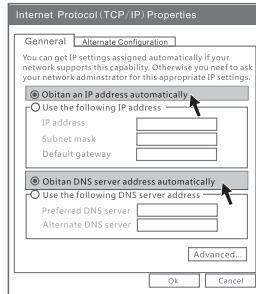 Internet Protocol(TCP/IP) Properties
Genneral
Alternate Configuration
You can get IP settings assigned automatically if your
network supports this capability. Otherwise you nedd to ask
your network adminstrator for this appropriate IP settings.
Obitan an IP address automatically
Use the following IP address
IP address
Subnet mask
Default gateway
Obitan DNS server address automatically
Use the following DNS server address
Preferred DNS server
Alternate DNS server
Advanced...
Ok
Cancel